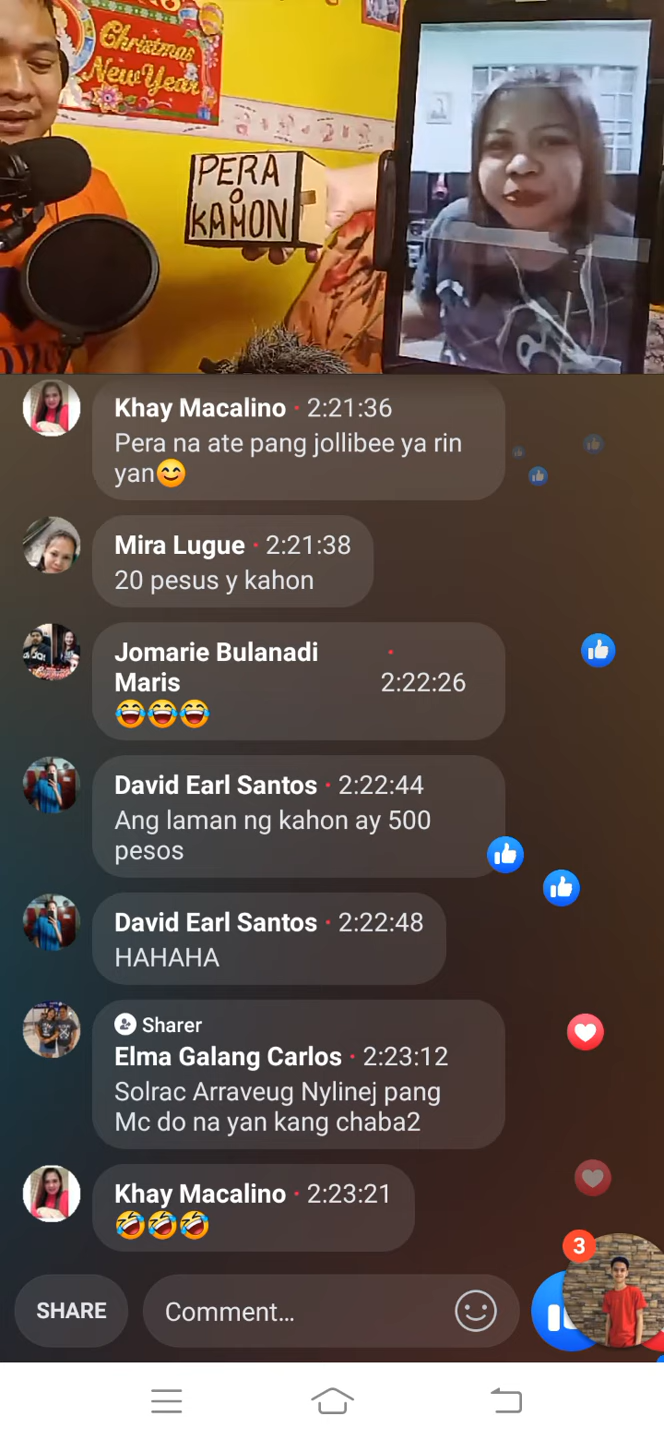 Christmas
New Year
PERA
O
KAHON
Khay Macalino · 2:21:36
Pera na ate pang jollibee ya rin
yan😊
Mira Lugue · 2:21:38
20 pesus y kahon
Jomarie Bulanadi
Maris · 2:22:26
😂😂😂
David Earl Santos · 2:22:44
Ang laman ng kahon ay 500
pesos
David Earl Santos · 2:22:48
HAHAHA
Sharer
Elma Galang Carlos · 2:23:12
Solrac Arraveug Nylinej pang
Mc do na yan kang chaba2
Khay Macalino · 2:23:21
🤣🤣🤣
3
SHARE
Comment...